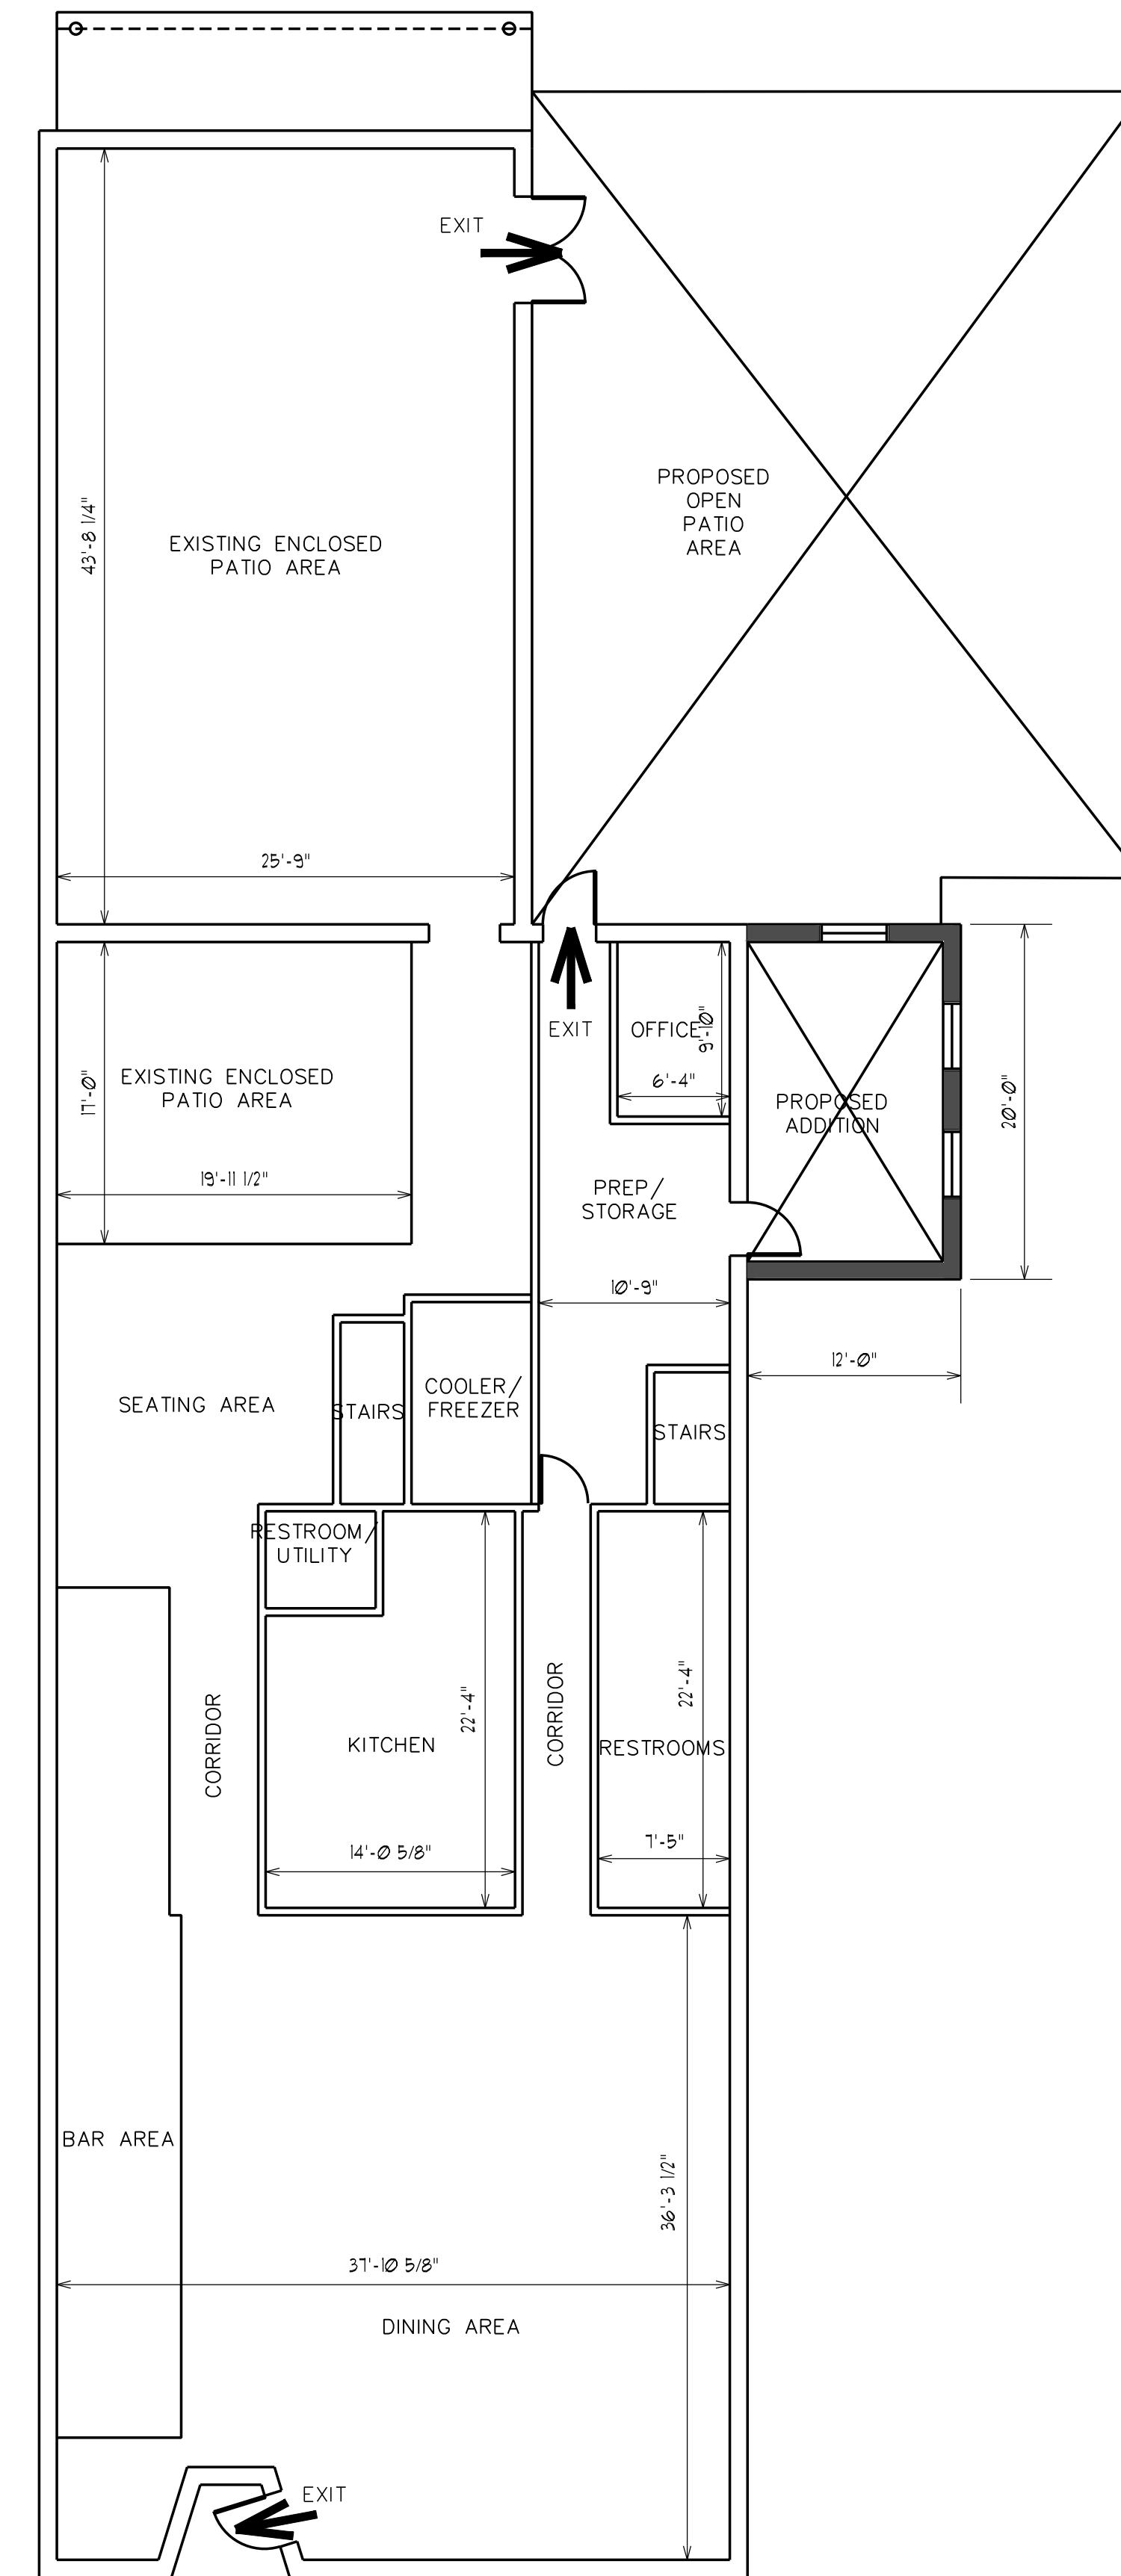 EXIT
PROPOSED
OPEN
PATIO
AREA
43'-8 1/4"
EXISTING ENCLOSED
PATIO AREA
25'-9"
EXIT
OFFICE
9'-10"
6'-4"
17'-0"
EXISTING ENCLOSED
PATIO AREA
PROPOSED
ADDITION
20'-0"
19'-11 1/2"
PREP/
STORAGE
10'-9"
12'-0"
SEATING AREA
STAIRS
COOLER/
FREEZER
STAIRS
RESTROOM/
UTILITY
CORRIDOR
KITCHEN
22'-4"
CORRIDOR
22'-4"
RESTROOMS
14'-0 5/8"
7'-5"
BAR AREA
36'-3 1/2"
37'-10 5/8"
DINING AREA
EXIT